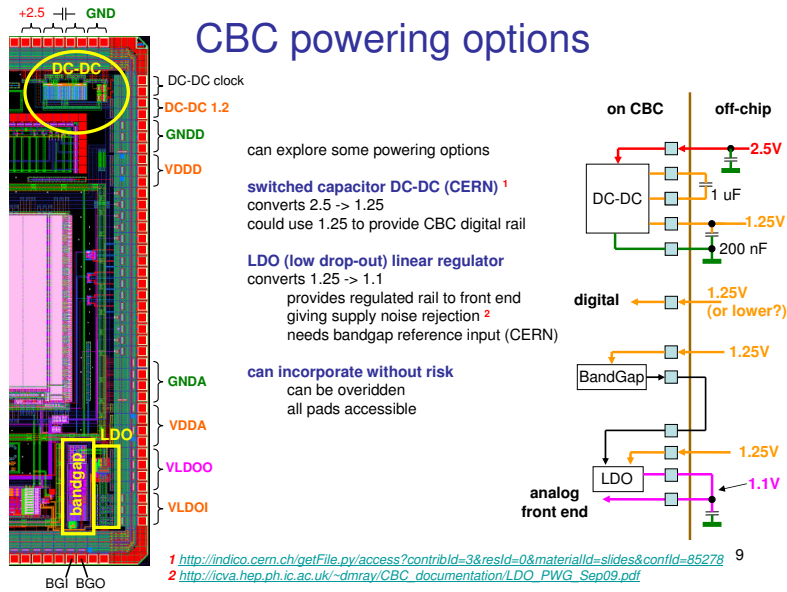 CBC powering options
+2.5
GND
DC-DC
DC-DC clock
DC-DC 1.2
GNDD
VDDD
GNDA
VDDA
LDO
bandgap
VLDOO
VLDOI
BGI BGO
can explore some powering options
switched capacitor DC-DC (CERN) 1
converts 2.5 -> 1.25
could use 1.25 to provide CBC digital rail
LDO (low drop-out) linear regulator
converts 1.25 -> 1.1
provides regulated rail to front end
giving supply noise rejection 2
needs bandgap reference input (CERN)
can incorporate without risk
can be overidden
all pads accessible
on CBC
off-chip
2.5V
DC-DC
1 uF
1.25V
200 nF
digital
1.25V
(or lower?)
1.25V
BandGap
1.25V
LDO
1.1V
analog
front end
1 http://indico.cern.ch/getFile.py/access?contribId=3&resId=0&materialId=slides&confId=85278
2 http://icva.hep.ph.ic.ac.uk/~dmray/CBC_documentation/LDO_PWG_Sep09.pdf
9